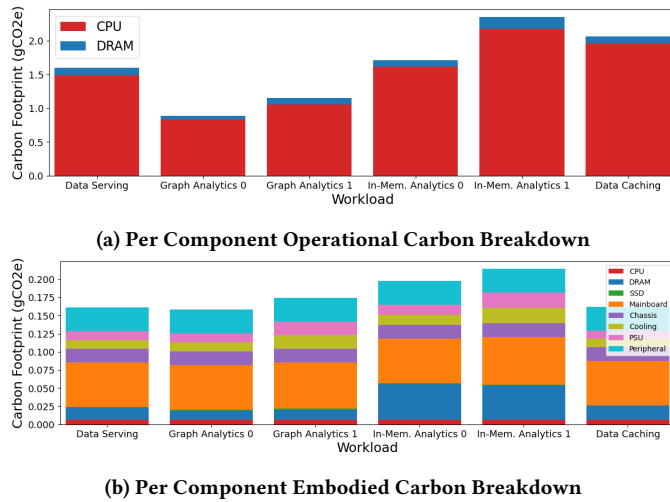 Carbon Footprint (gCO2e)
2.0
1.5
1.0
0.5
0.0
CPU
DRAM
Data Serving Graph Analytics 0 Graph Analytics 1 In-Mem. Analytics 0 In-Mem. Analytics 1 Data Caching
Workload
(a) Per Component Operational Carbon Breakdown
Carbon Footprint (gCO2e)
0.200
0.175
0.150
0.125
0.100
0.075
0.050
0.025
0.000
CPU
DRAM
SSD
Mainboard
Chassis
Cooling
PSU
Peripheral
Data Serving Graph Analytics 0 Graph Analytics 1 In-Mem. Analytics 0 In-Mem. Analytics 1 Data Caching
Workload
(b) Per Component Embodied Carbon Breakdown